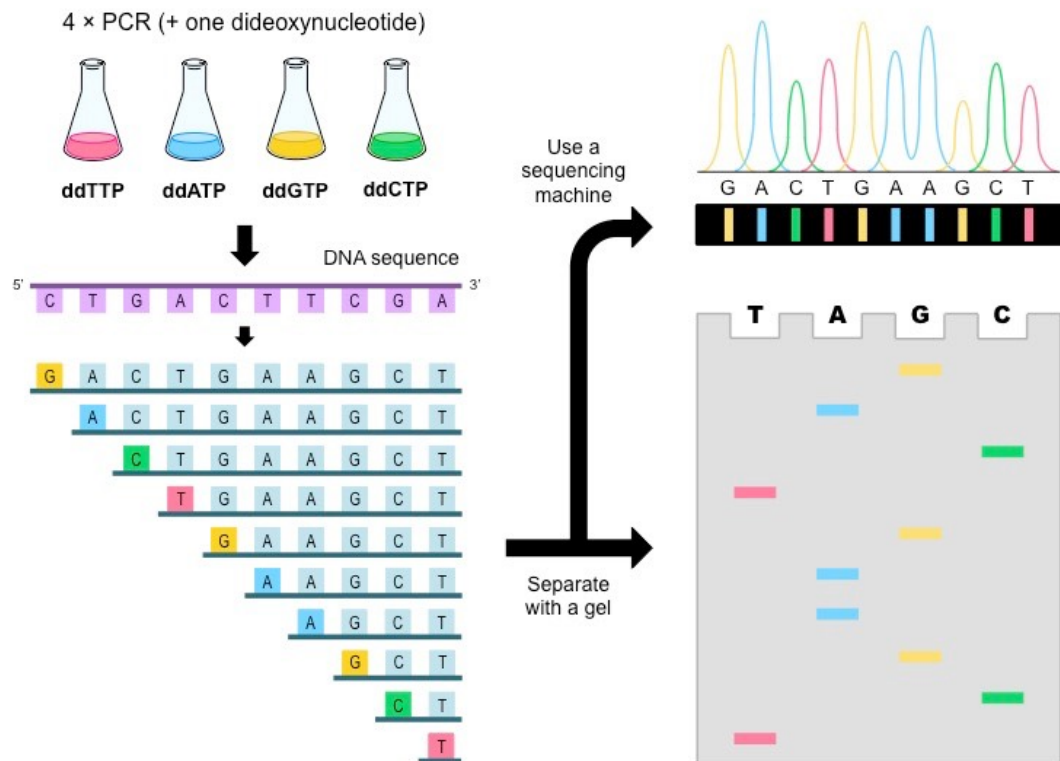 4 × PCR (+ one dideoxynucleotide)
ddTTP ddATP ddGTP ddCTP
DNA sequence
5' 3'
C T G A C T T C G A
G A C T G A A G C T
A C T G A A G C T
C T G A A G C T
T G A A G C T
G A A G C T
A A G C T
A G C T
G C T
C T
T
Use a
sequencing
machine
Separate
with a gel
G A C T G A A G C T
T A G C